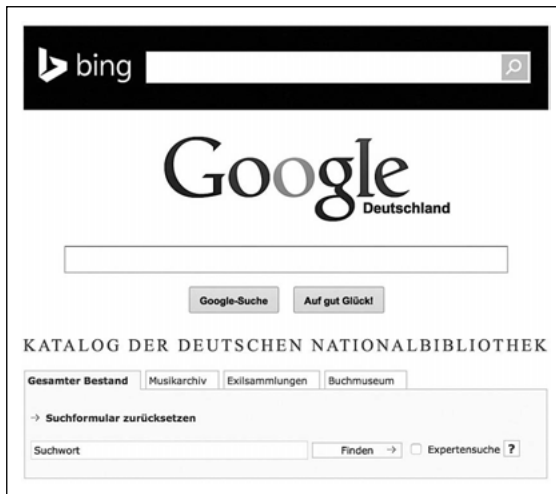 bing
Google
Deutschland
Google-Suche Auf gut Glück!
KATALOG DER DEUTSCHEN NATIONALBIBLIOTHEK
Gesamter Bestand Musikarchiv Exilsammlungen Buchmuseum
→ Suchformular zurücksetzen
Suchwort Finden → Expertensuche ?